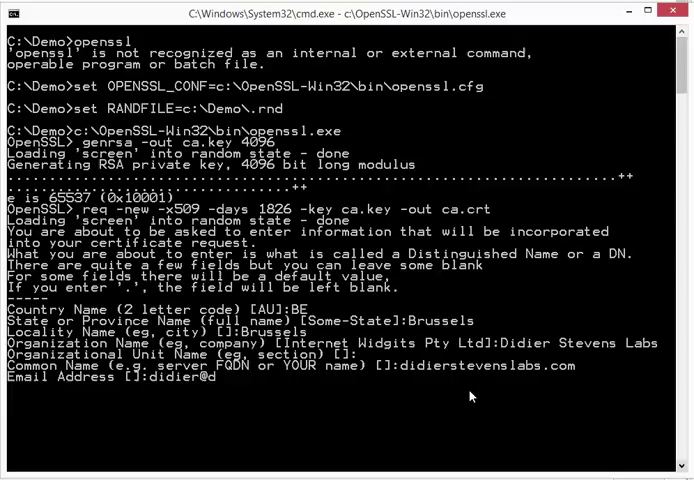 C:\Windows\System32\cmd.exe - c:\OpenSSL-Win32\bin\openssl.exe
C:\Demo>openssl
'openssl' is not recognized as an internal or external command,
operable program or batch file.
C:\Demo>set OPENSSL_CONF=c:\OpenSSL-Win32\bin\openssl.cfg
C:\Demo>set RANDFILE=c:\Demo\.rnd
C:\Demo>c:\OpenSSL-Win32\bin\openssl.exe
OpenSSL> genrsa -out ca.key 4096
Loading 'screen' into random state - done
Generating RSA private key, 4096 bit long modulus
..........................................................................++
..................................++
e is 65537 (0x10001)
OpenSSL> req -new -x509 -days 1826 -key ca.key -out ca.crt
Loading 'screen' into random state - done
You are about to be asked to enter information that will be incorporated
into your certificate request.
What you are about to enter is what is called a Distinguished Name or a DN.
There are quite a few fields but you can leave some blank
For some fields there will be a default value,
If you enter '.', the field will be left blank.
-----
Country Name (2 letter code) [AU]:BE
State or Province Name (full name) [Some-State]:Brussels
Locality Name (eg, city) []:Brussels
Organization Name (eg, company) [Internet Widgits Pty Ltd]:Didier Stevens Labs
Organizational Unit Name (eg, section) []:
Common Name (e.g. server FQDN or YOUR name) []:didierstevenslabs.com
Email Address []:didier@d